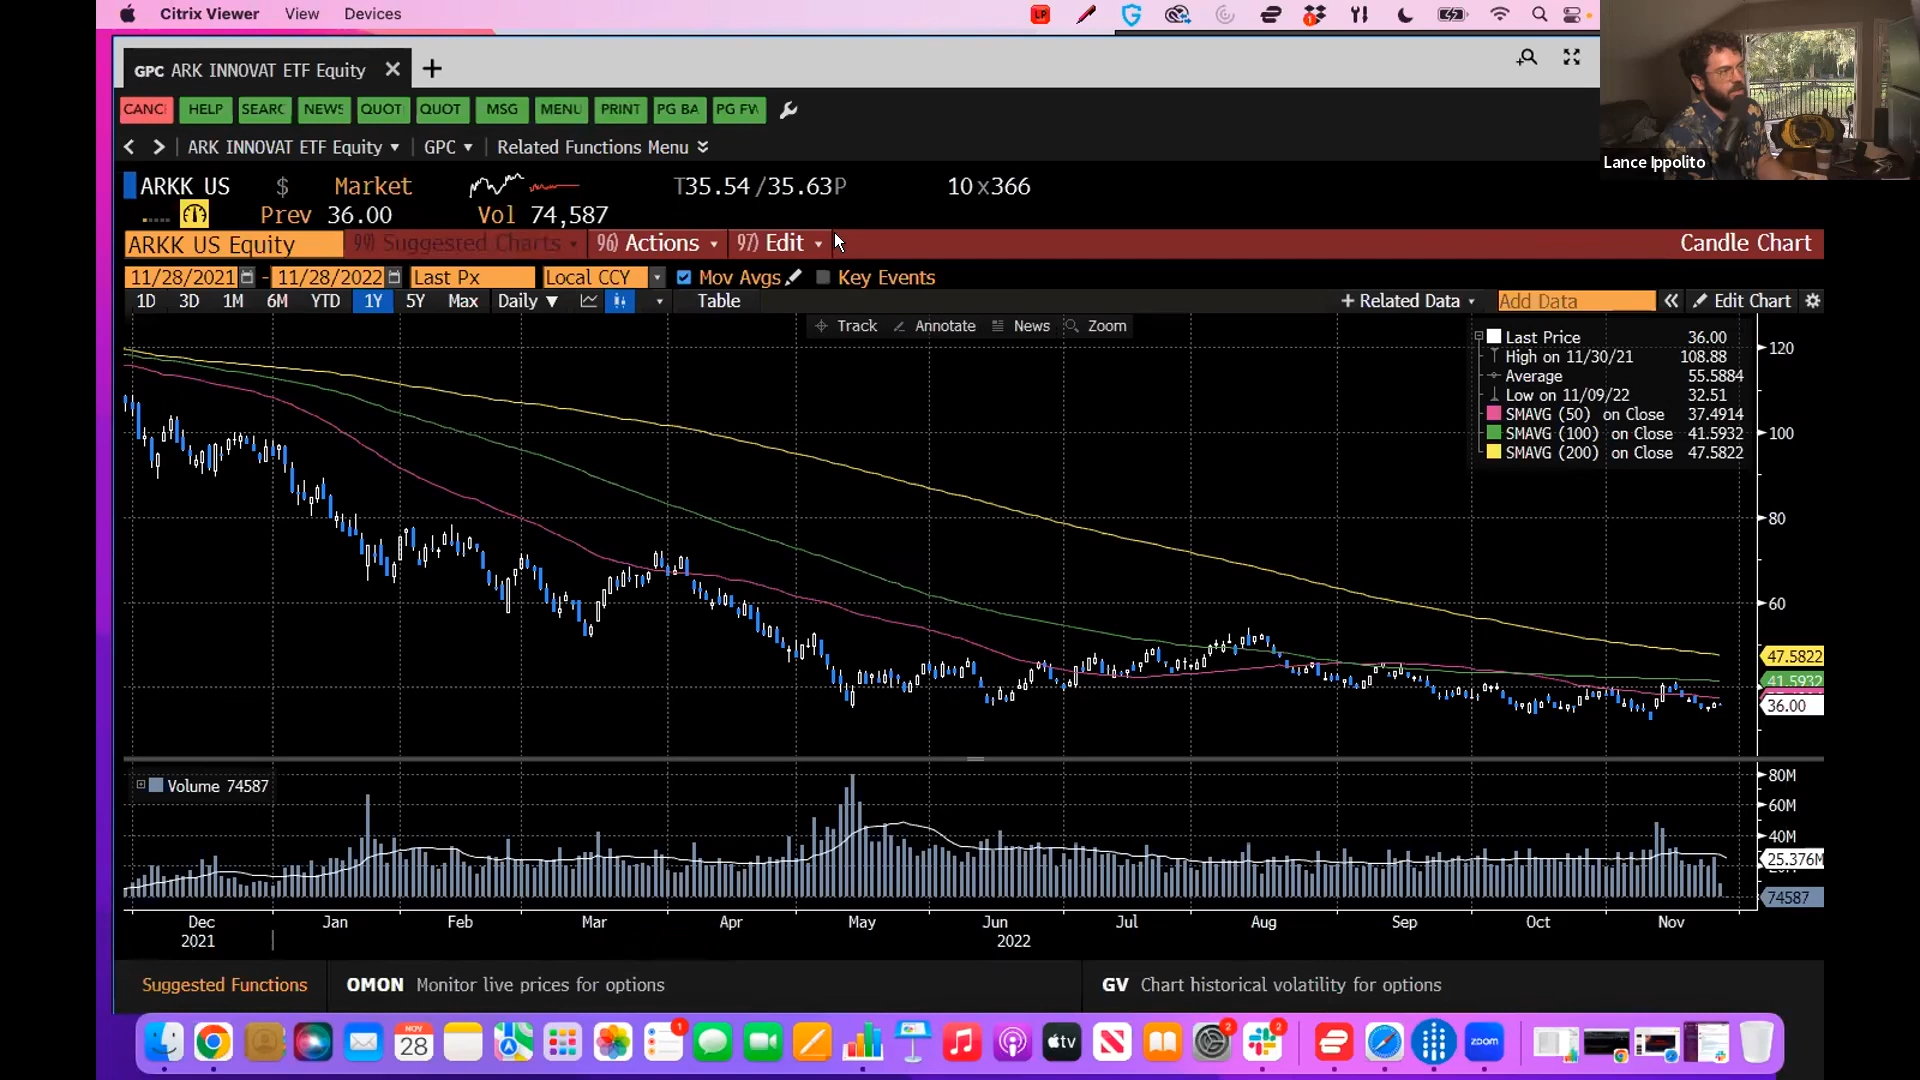 Citrix Viewer View Devices
GPC ARK INNOVAT ETF Equity
CANC HELP SEARC NEWS QUOT QUOT MSG MENU PRINT PG BA PG FW
ARK INNOVAT ETF Equity GPC Related Functions Menu
Lance Ippolito
ARKK US $ Market T35.54/35.63P 10x366
Prev 36.00 Vol 74,587
ARKK US Equity 99) Suggested Charts 96) Actions 97) Edit Candle Chart
11/28/2021 - 11/28/2022 Last Px Local CCY Mov Avgs Key Events
1D 3D 1M 6M YTD 1Y 5Y Max Daily ▼ Table + Related Data Add Data « Edit Chart
Track Annotate News Zoom
Last Price 36.00
High on 11/30/21 108.88
Average 55.5884
Low on 11/09/22 32.51
SMAVG (50) on Close 37.4914
SMAVG (100) on Close 41.5932
SMAVG (200) on Close 47.5822
120
100
80
60
47.5822
41.5932
36.00
Volume 74587
80M
60M
40M
25.376M
74587
Dec Jan Feb Mar Apr May Jun Jul Aug Sep Oct Nov
2021 2022
Suggested Functions OMON Monitor live prices for options GV Chart historical volatility for options
NOV
28
1
tv
2
2
zoom